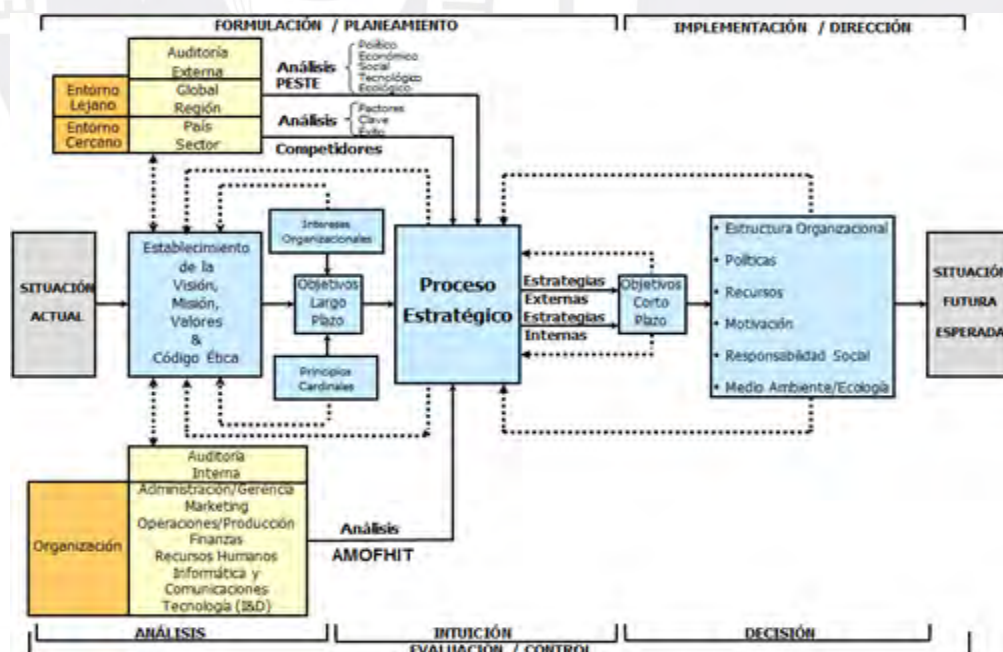 FORMULACIÓN / PLANEAMIENTO
IMPLEMENTACIÓN / DIRECCIÓN
Auditoría
Externa
Entorno
Lejano
Global
Región
Entorno
Cercano
País
Sector
Análisis
PESTE
Político
Económico
Social
Tecnológico
Ecológico
Análisis
Competidores
Factores
Clave
Éxito
SITUACIÓN
ACTUAL
Establecimiento
de la
Visión,
Misión,
Valores
&
Código Ética
Intereses
Organizacionales
Objetivos
Largo
Plazo
Principios
Cardinales
Proceso
Estratégico
Estrategias
Externas
Estrategias
Internas
Objetivos
Corto
Plazo
• Estructura Organizacional
• Políticas
• Recursos
• Motivación
• Responsabilidad Social
• Medio Ambiente/Ecología
SITUACIÓN
FUTURA
ESPERADA
Auditoría
Interna
Organización
Administración/Gerencia
Marketing
Operaciones/Producción
Finanzas
Recursos Humanos
Informática y
Comunicaciones
Tecnología (I&D)
Análisis
AMOFHIT
ANÁLISIS
INTUICIÓN
DECISIÓN
EVALUACIÓN / CONTROL